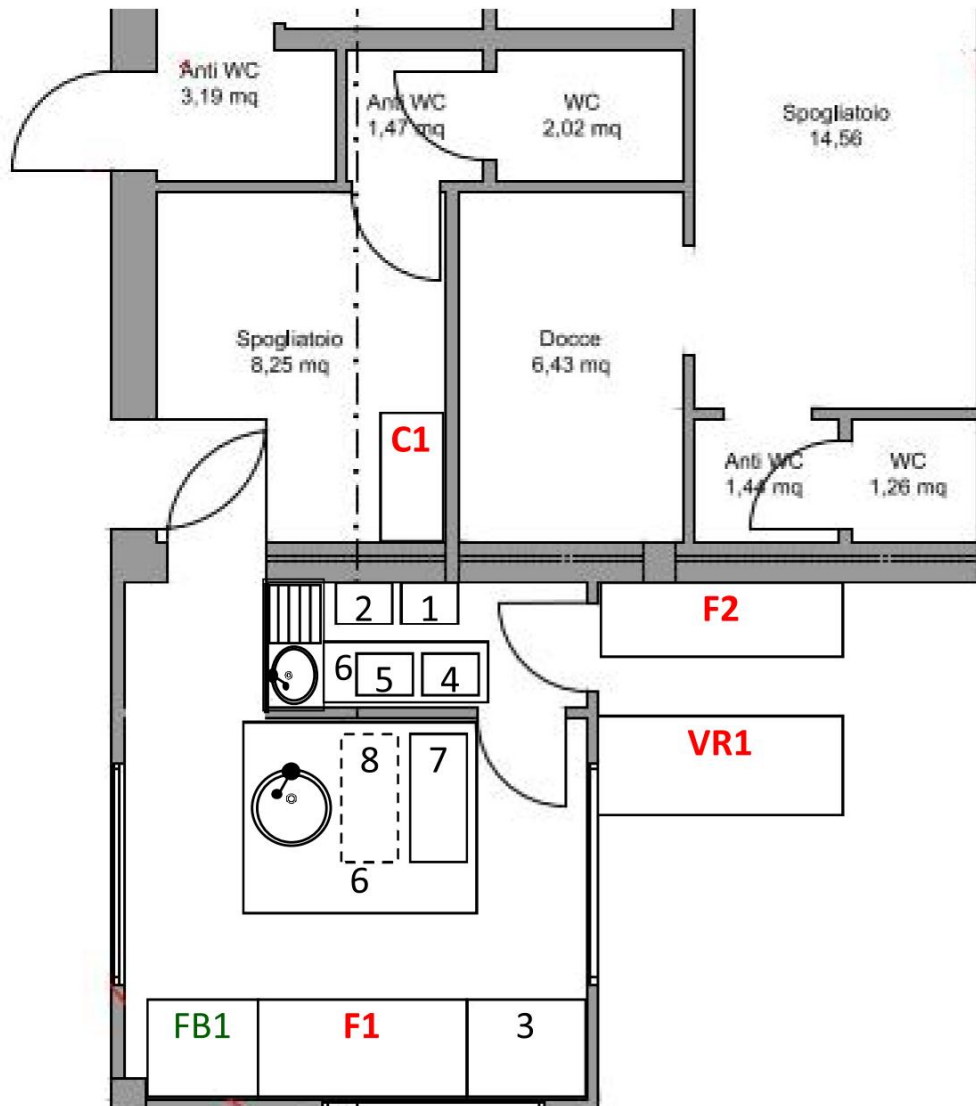 Anti WC
3,19 mq
Anti WC
1,47 mq
WC
2,02 mq
Spogliatoio
14,56
Spogliatoio
8,25 mq
Docce
6,43 mq
C1
Anti WC
1,44 mq
WC
1,26 mq
2
1
F2
6
5
4
VR1
8
7
6
FB1
F1
3